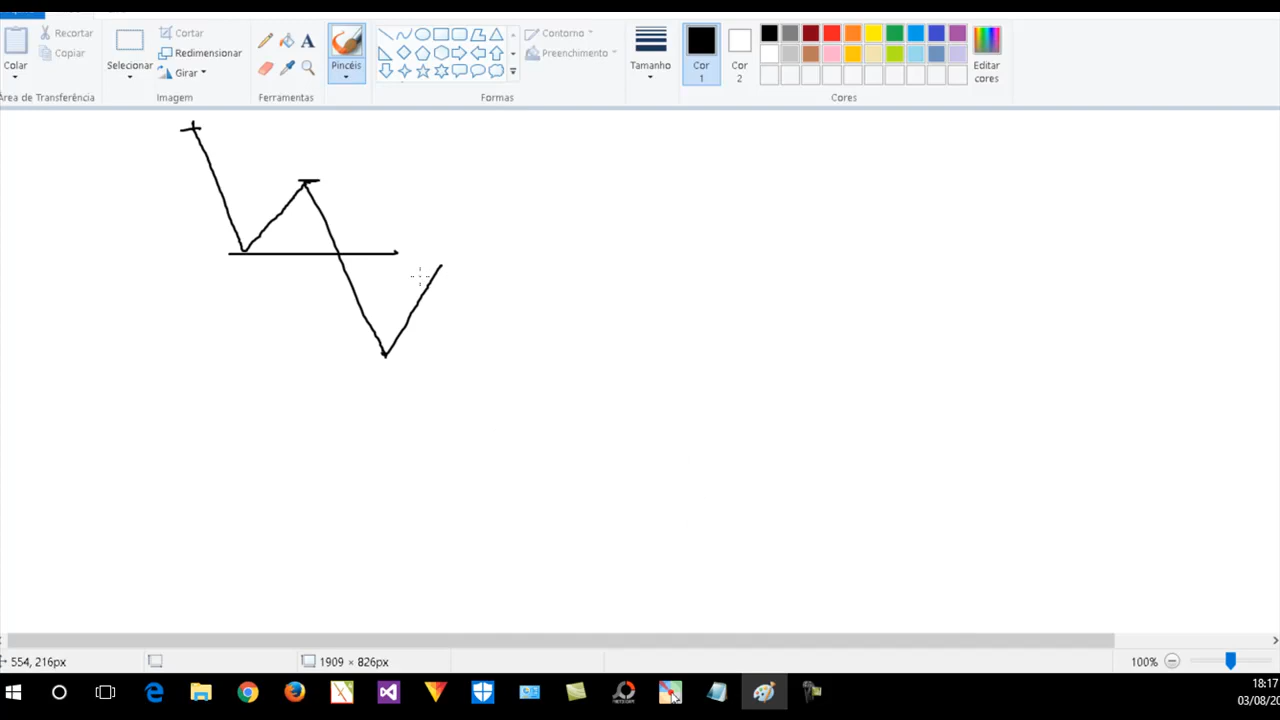 Recortar
Copiar
Colar
Área de Transferência
Selecionar
Cortar
Redimensionar
Girar
Imagem
A
Ferramentas
Pincéis
Contorno
Preenchimento
Formas
Tamanho
Cor
1
Cor
2
Editar
cores
Cores
554, 216px
1909 × 826px
100%
18:17
03/08/20